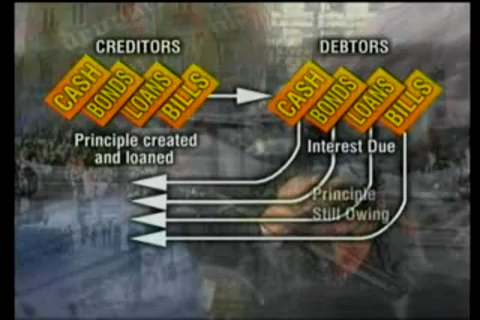 CREDITORS
DEBTORS
CASH
BONDS
LOANS
BILLS
CASH
BONDS
LOANS
BILLS
Principle created
and loaned
Interest Due
Principle
Still Owing